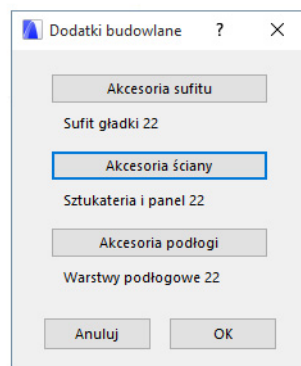 Dodatki budowlane ?
Akcesoria sufitu
Sufit gładki 22
Akcesoria ściany
Sztukateria i panel 22
Akcesoria podłogi
Warstwy podłogowe 22
Anuluj OK